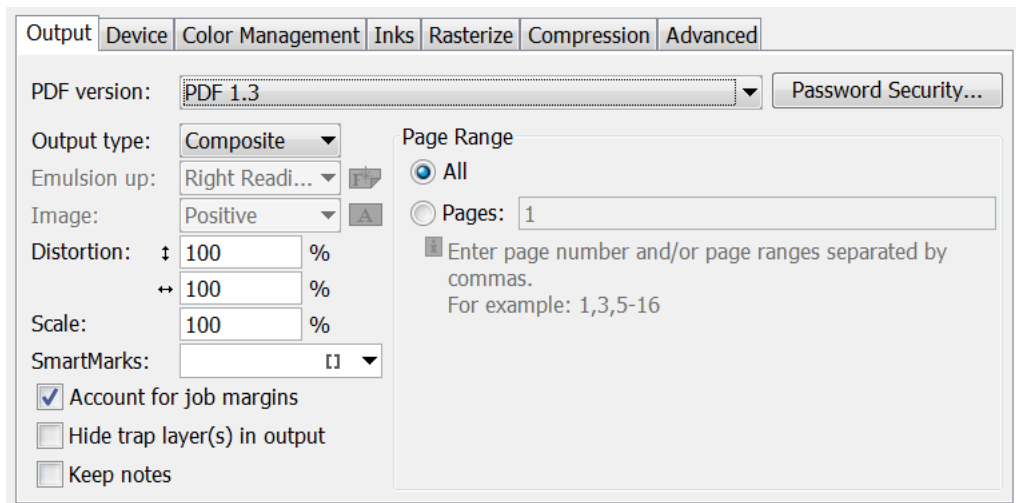 Output Device Color Management Inks Rasterize Compression Advanced
PDF version: PDF 1.3 Password Security...
Output type: Composite
Emulsion up: Right Readi...
Image: Positive A
Distortion: 100 %
100 %
Scale: 100 %
SmartMarks: []
Account for job margins
Hide trap layer(s) in output
Keep notes
Page Range
All
Pages: 1
Enter page number and/or page ranges separated by
commas.
For example: 1,3,5-16